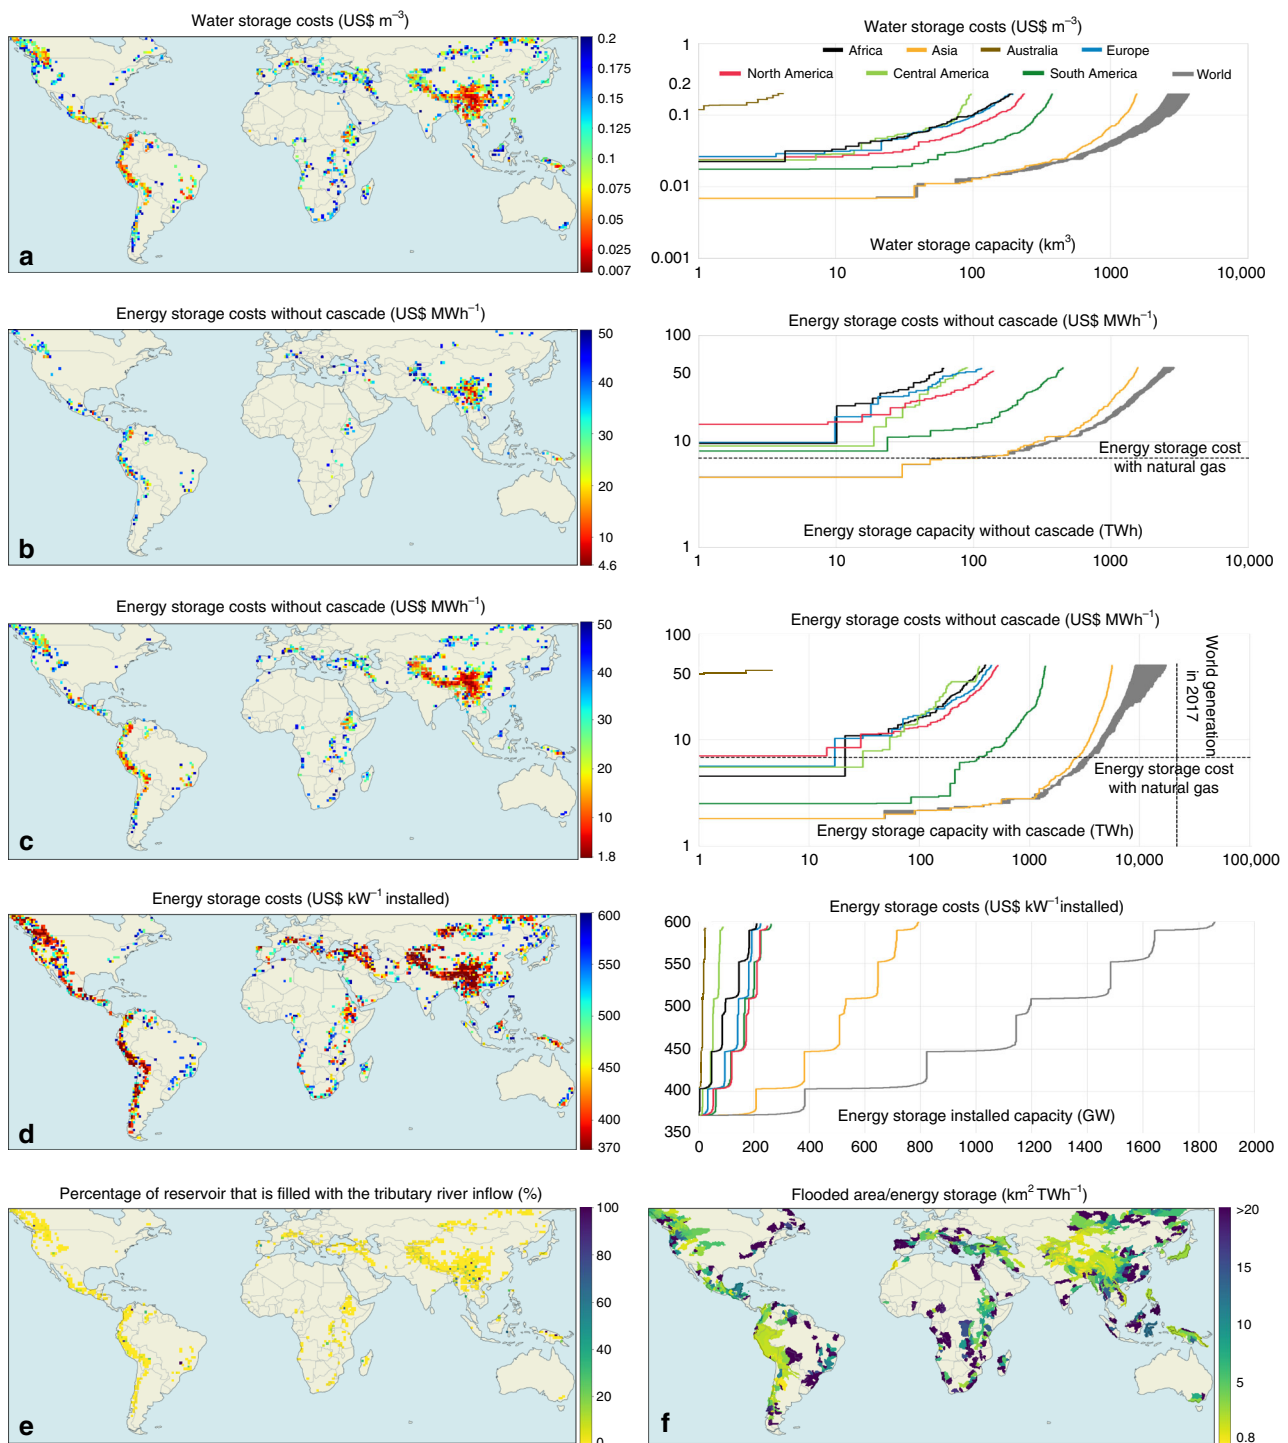 Water storage costs (US$ m⁻³)
0.2
0.175
0.15
0.125
0.1
0.075
0.05
0.025
0.007
a
Water storage costs (US$ m⁻³)
Africa
Asia
Australia
Europe
North America
Central America
South America
World
1
0.2
0.1
0.01
0.001
Water storage capacity (km³)
1
10
100
1000
10,000
Energy storage costs without cascade (US$ MWh⁻¹)
50
40
30
20
10
4.6
b
Energy storage costs without cascade (US$ MWh⁻¹)
100
50
10
1
Energy storage cost
with natural gas
Energy storage capacity without cascade (TWh)
1
10
100
1000
10,000
Energy storage costs without cascade (US$ MWh⁻¹)
50
40
30
20
10
1.8
c
Energy storage costs without cascade (US$ MWh⁻¹)
100
50
10
1
World generation
in 2017
Energy storage cost
with natural gas
Energy storage capacity with cascade (TWh)
1
10
100
1000
10,000
100,000
Energy storage costs (US$ kW⁻¹ installed)
600
550
500
450
400
370
d
Energy storage costs (US$ kW⁻¹installed)
600
550
500
450
400
350
Energy storage installed capacity (GW)
0
200
400
600
800
1000
1200
1400
1600
1800
2000
Percentage of reservoir that is filled with the tributary river inflow (%)
100
80
60
40
20
0
e
Flooded area/energy storage (km² TWh⁻¹)
>20
15
10
5
0.8
f